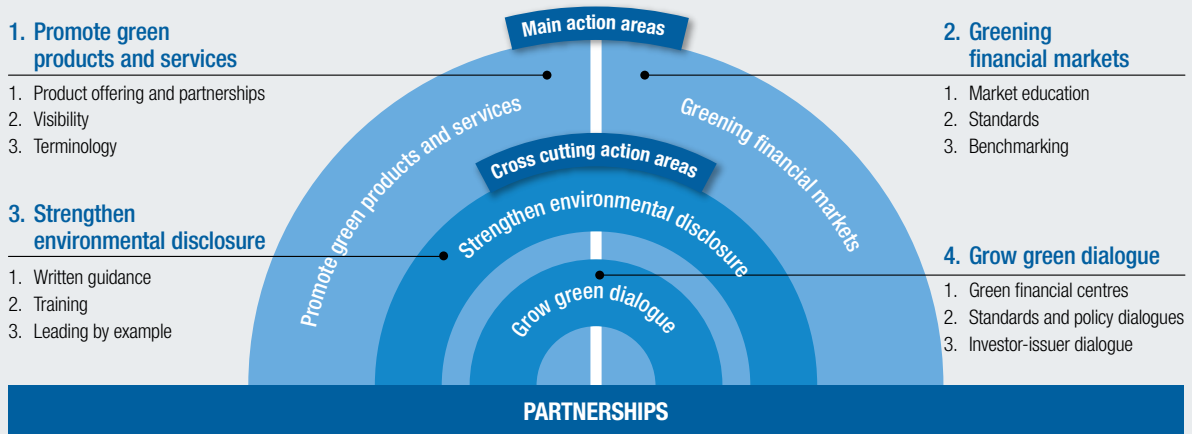 Main action areas
1. Promote green
products and services
1. Product offering and partnerships
2. Visibility
3. Terminology
2. Greening
financial markets
1. Market education
2. Standards
3. Benchmarking
Promote green products and services
Greening financial markets
Cross cutting action areas
Strengthen environmental disclosure
Grow green dialogue
3. Strengthen
environmental disclosure
1. Written guidance
2. Training
3. Leading by example
4. Grow green dialogue
1. Green financial centres
2. Standards and policy dialogues
3. Investor-issuer dialogue
PARTNERSHIPS